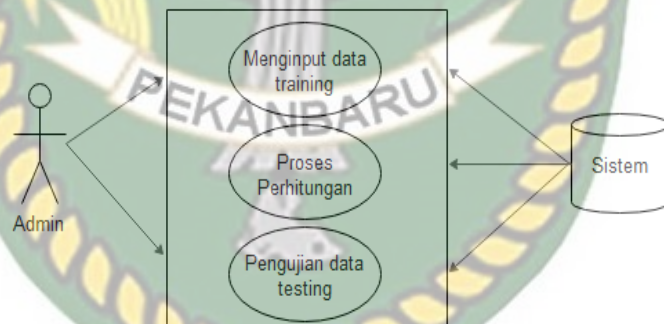 Menginput data
training
PEKANBARU
Proses
Perhitungan
Admin
Sistem
Pengujian data
testing